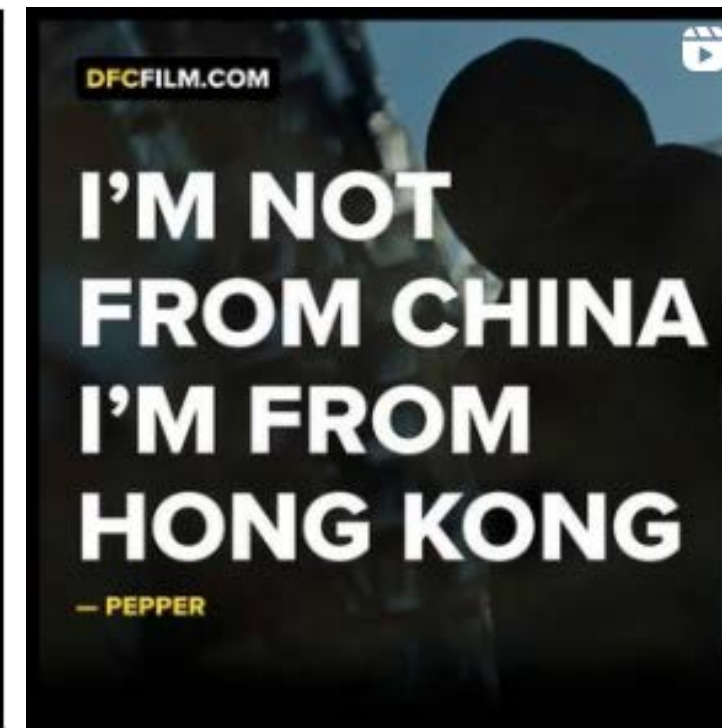 DFCFILM.COM
I’M NOT
FROM CHINA
I’M FROM
HONG KONG
— PEPPER